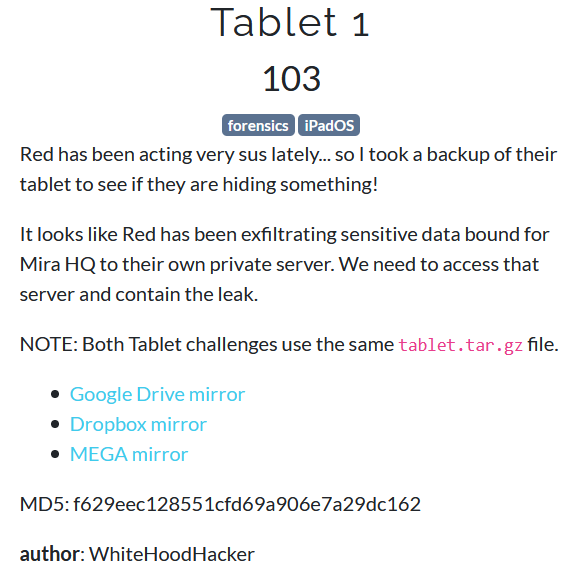 Tablet 1
103
forensics iPadOS
Red has been acting very sus lately... so I took a backup of their
tablet to see if they are hiding something!
It looks like Red has been exfiltrating sensitive data bound for
Mira HQ to their own private server. We need to access that
server and contain the leak.
NOTE: Both Tablet challenges use the same tablet.tar.gz file.
Google Drive mirror
Dropbox mirror
MEGA mirror
MD5: f629eec128551cfd69a906e7a29dc162
author: WhiteHoodHacker